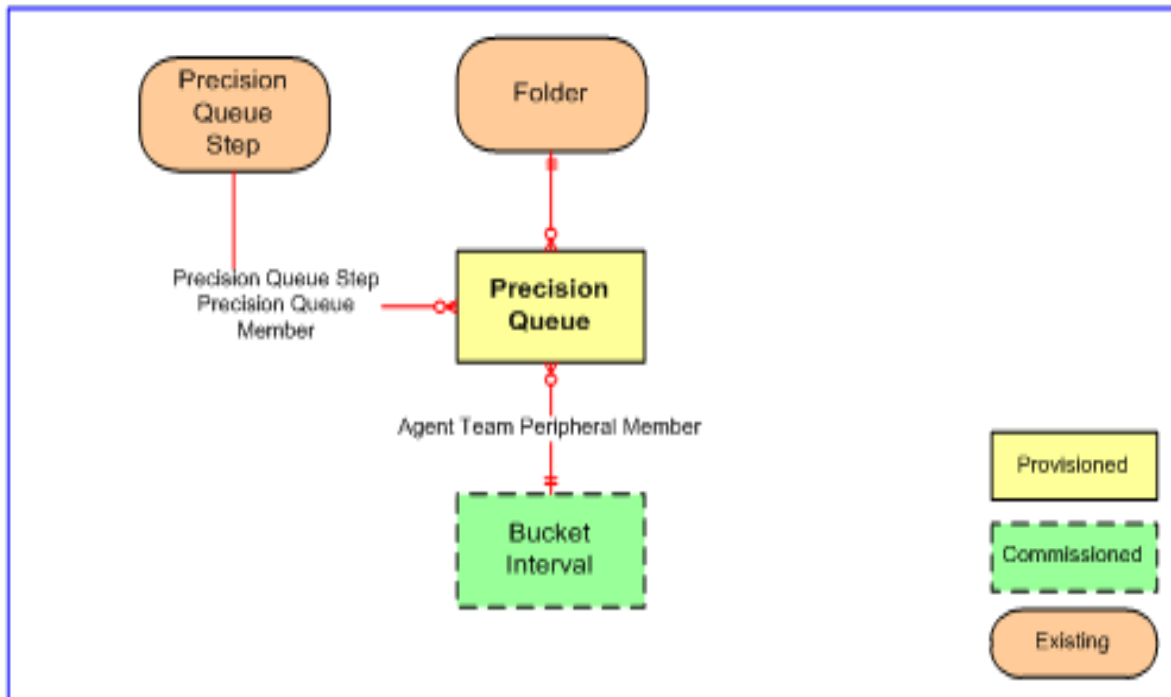 Precision
Queue
Step
Folder
Precision Queue Step
Precision Queue
Member
Precision
Queue
Agent Team Peripheral Member
Bucket
Interval
Provisioned
Commissioned
Existing